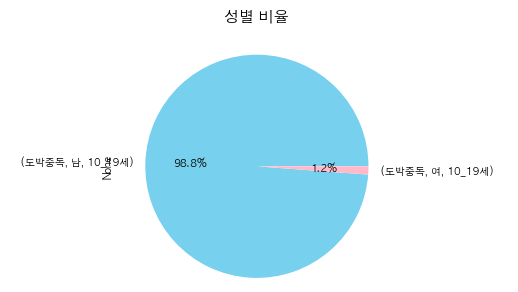 성별 비율
(도박중독, 남, 10_19세)
98.8%
1.2%
(도박중독, 여, 10_19세)